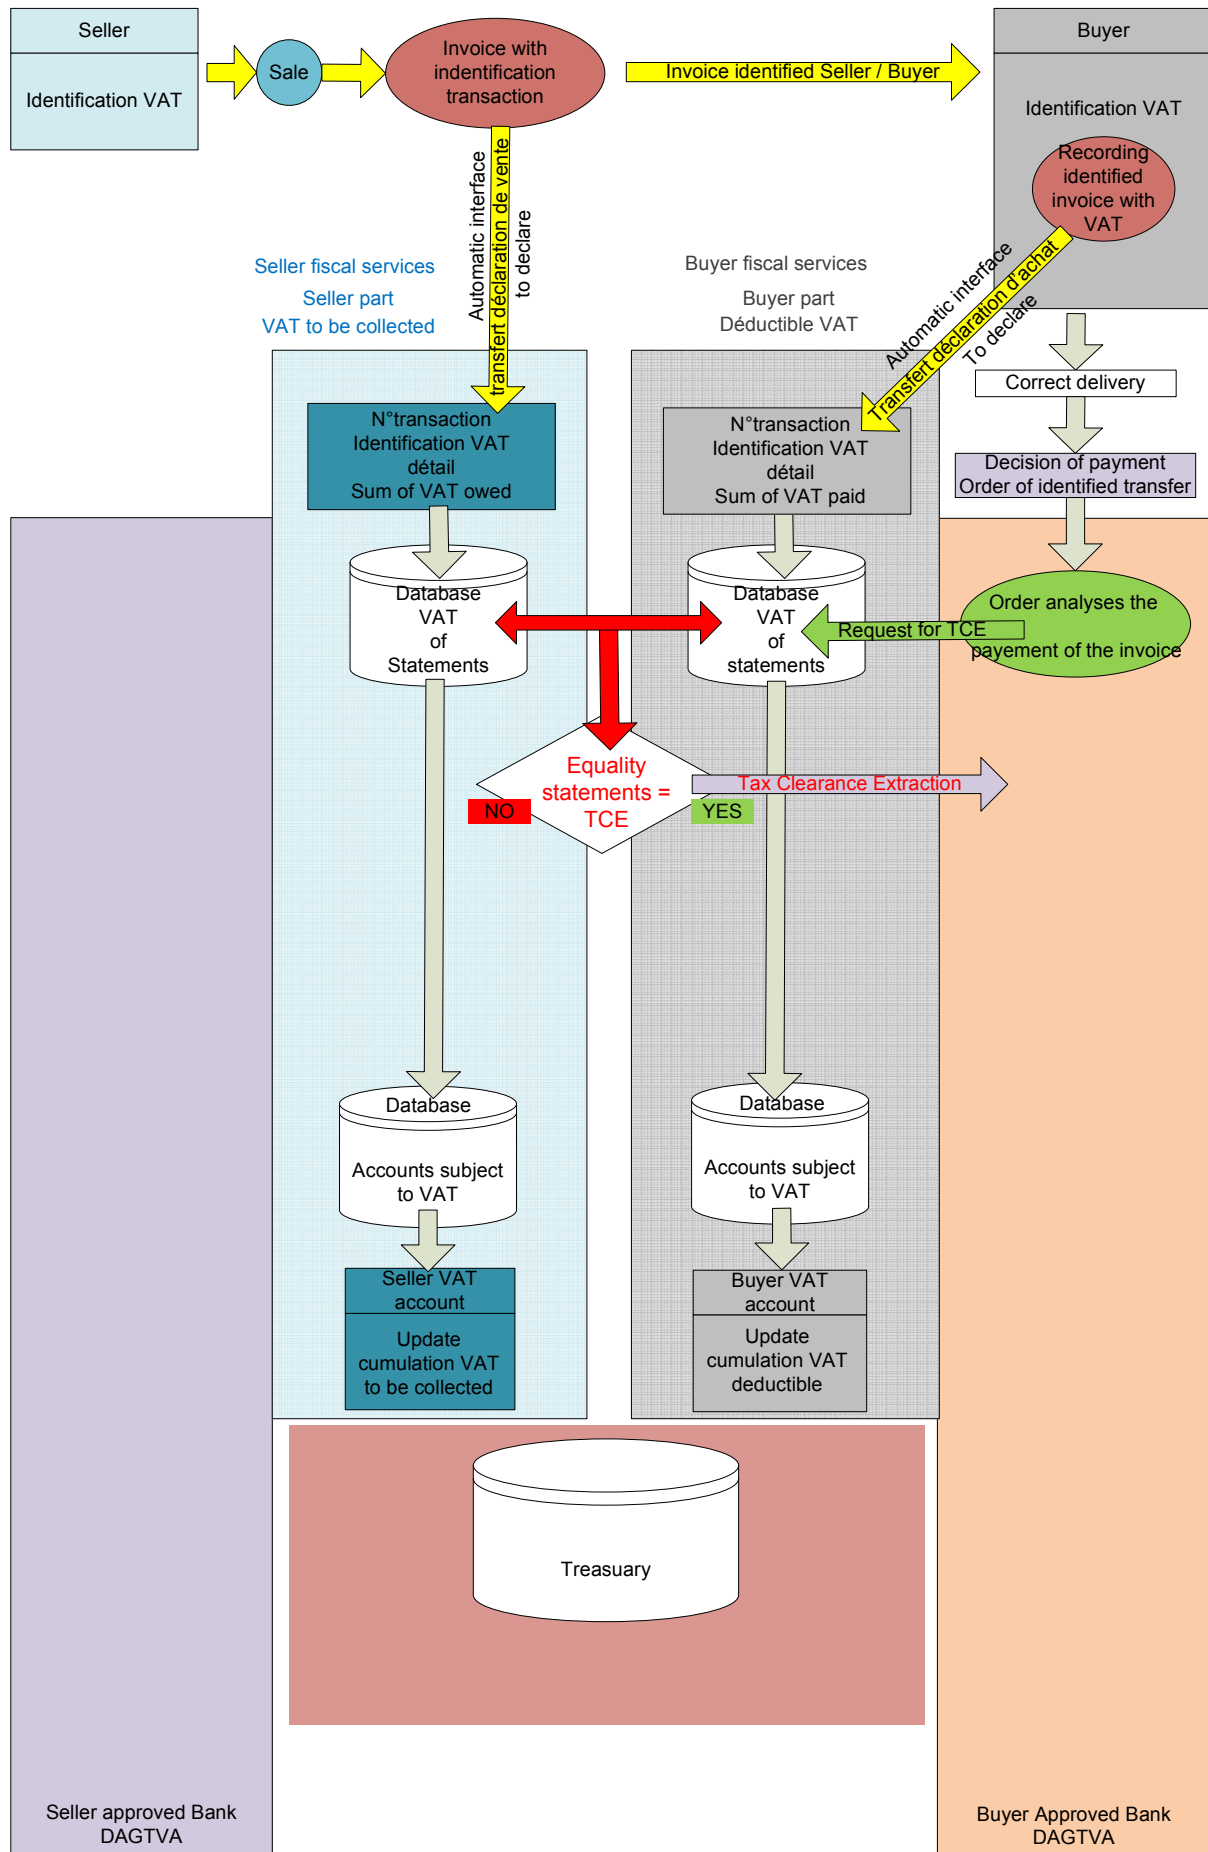 Seller
Identification VAT
Sale
Invoice with
indentification
transaction
Invoice identified Seller / Buyer
Buyer
Identification VAT
Recording
identified
invoice with
VAT
Automatic interface
transfert déclaration de vente
to declare
Seller fiscal services
Seller part
VAT to be collected
Buyer fiscal services
Buyer part
Déductible VAT
Automatic interface
Transfert déclaration d'achat
To declare
Correct delivery
Decision of payment
Order of identified transfer
N°transaction
Identification VAT
détail
Sum of VAT owed
N°transaction
Identification VAT
détail
Sum of VAT paid
Database
VAT
of
Statements
Database
VAT
of
statements
Order analyses the
payement of the invoice
Request for TCE
Equality
statements =
TCE
NO
YES
Tax Clearance Extraction
Database
Accounts subject
to VAT
Database
Accounts subject
to VAT
Seller VAT
account
Update
cumulation VAT
to be collected
Buyer VAT
account
Update
cumulation VAT
deductible
Treasuary
Seller approved Bank
DAGTVA
Buyer Approved Bank
DAGTVA